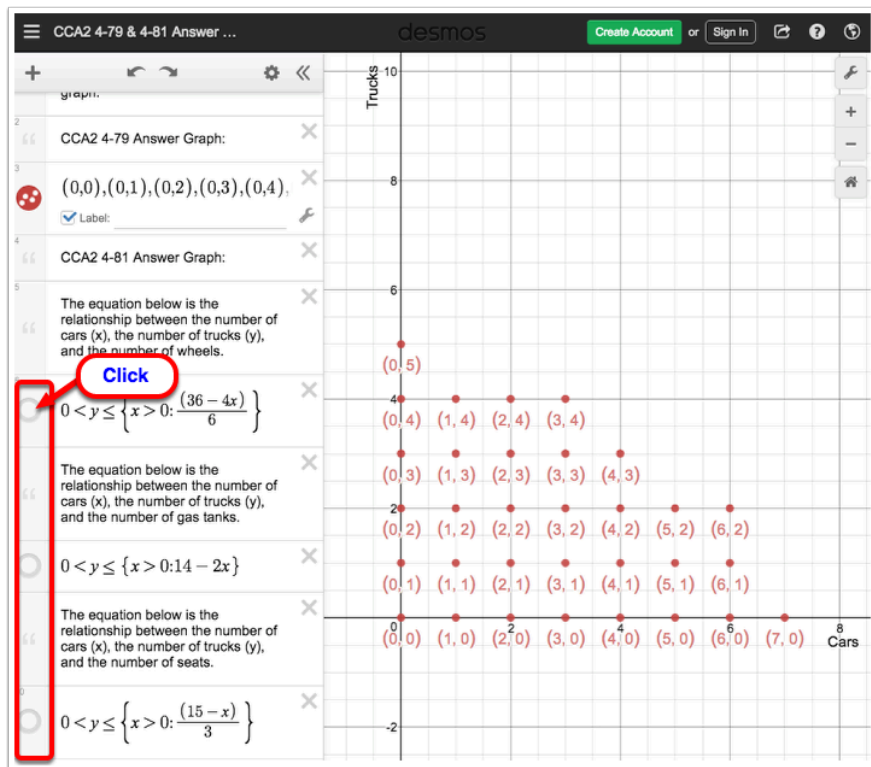 CCA2 4-79 & 4-81 Answer ...
desmos
Create Account or Sign In
graph.
2
CCA2 4-79 Answer Graph:
3
(0,0),(0,1),(0,2),(0,3),(0,4),
Label:
4
CCA2 4-81 Answer Graph:
5
The equation below is the
relationship between the number of
cars (x), the number of trucks (y),
and the number of wheels.
Click
0<y≤{x>0:(36-4x)/6}
The equation below is the
relationship between the number of
cars (x), the number of trucks (y),
and the number of gas tanks.
0<y≤{x>0:14-2x}
The equation below is the
relationship between the number of
cars (x), the number of trucks (y),
and the number of seats.
0<y≤{x>0:(15-x)/3}
Trucks
10
8
6
(0, 5)
4
(0, 4) (1, 4) (2, 4) (3, 4)
(0, 3) (1, 3) (2, 3) (3, 3) (4, 3)
2
(0, 2) (1, 2) (2, 2) (3, 2) (4, 2) (5, 2) (6, 2)
(0, 1) (1, 1) (2, 1) (3, 1) (4, 1) (5, 1) (6, 1)
0 2 4 6 8
(0, 0) (1, 0) (2, 0) (3, 0) (4, 0) (5, 0) (6, 0) (7, 0) Cars
-2